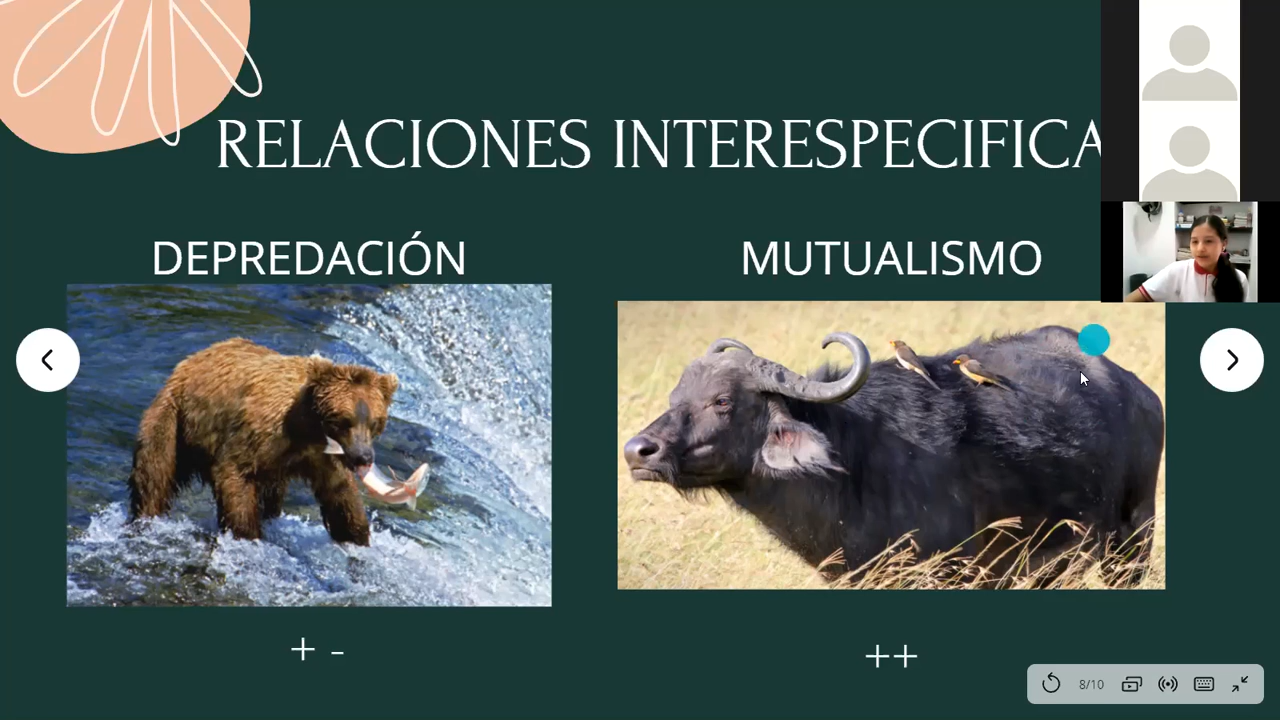 RELACIONES INTERESPECIFICA
DEPREDACIÓN
MUTUALISMO
+ -
++
8/10